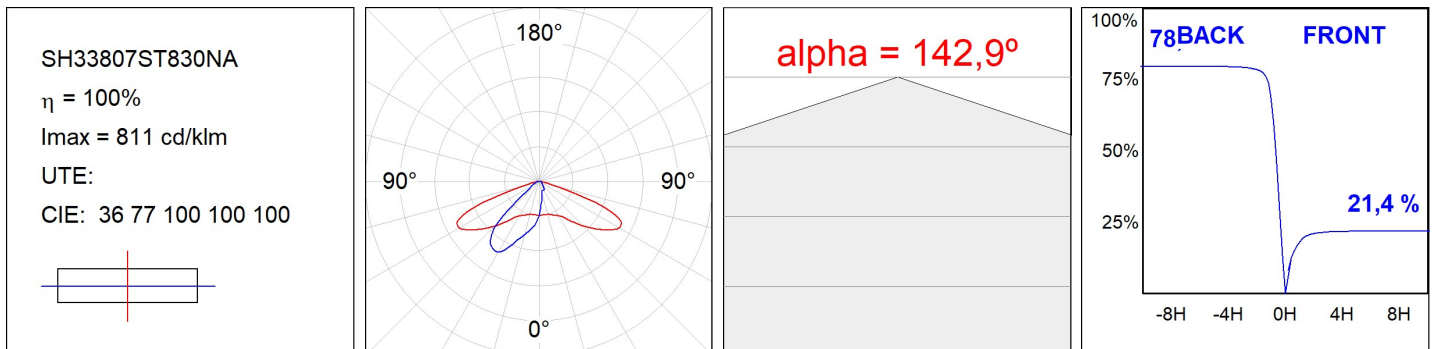 SH33807ST830NA
η = 100%
Imax = 811 cd/klm
UTE:
CIE: 36 77 100 100 100
180°
90°
90°
0°
alpha = 142,9º
100%
78 BACK FRONT
75%
50%
21,4 %
25%
-8H -4H 0H 4H 8H